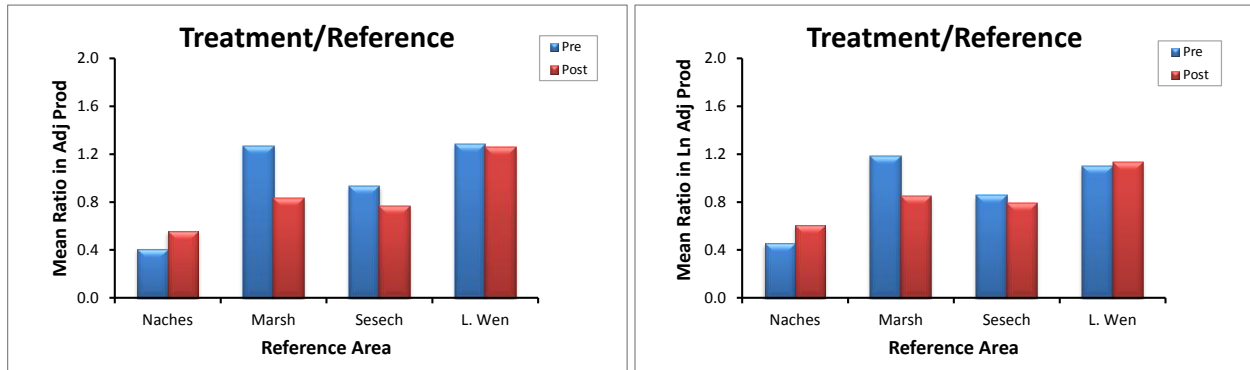 Treatment/Reference
Pre
Post
Mean Ratio in Adj Prod
2.0
1.6
1.2
0.8
0.4
0.0
Naches Marsh Sesech L. Wen
Reference Area
Treatment/Reference
Pre
Post
Mean Ratio in Ln Adj Prod
2.0
1.6
1.2
0.8
0.4
0.0
Naches Marsh Sesech L. Wen
Reference Area